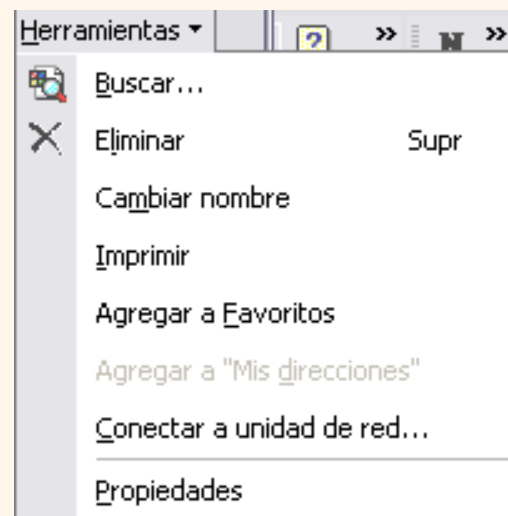 Herramientas
Buscar...
Eliminar Supr
Cambiar nombre
Imprimir
Agregar a Favoritos
Agregar a "Mis direcciones"
Conectar a unidad de red...
Propiedades